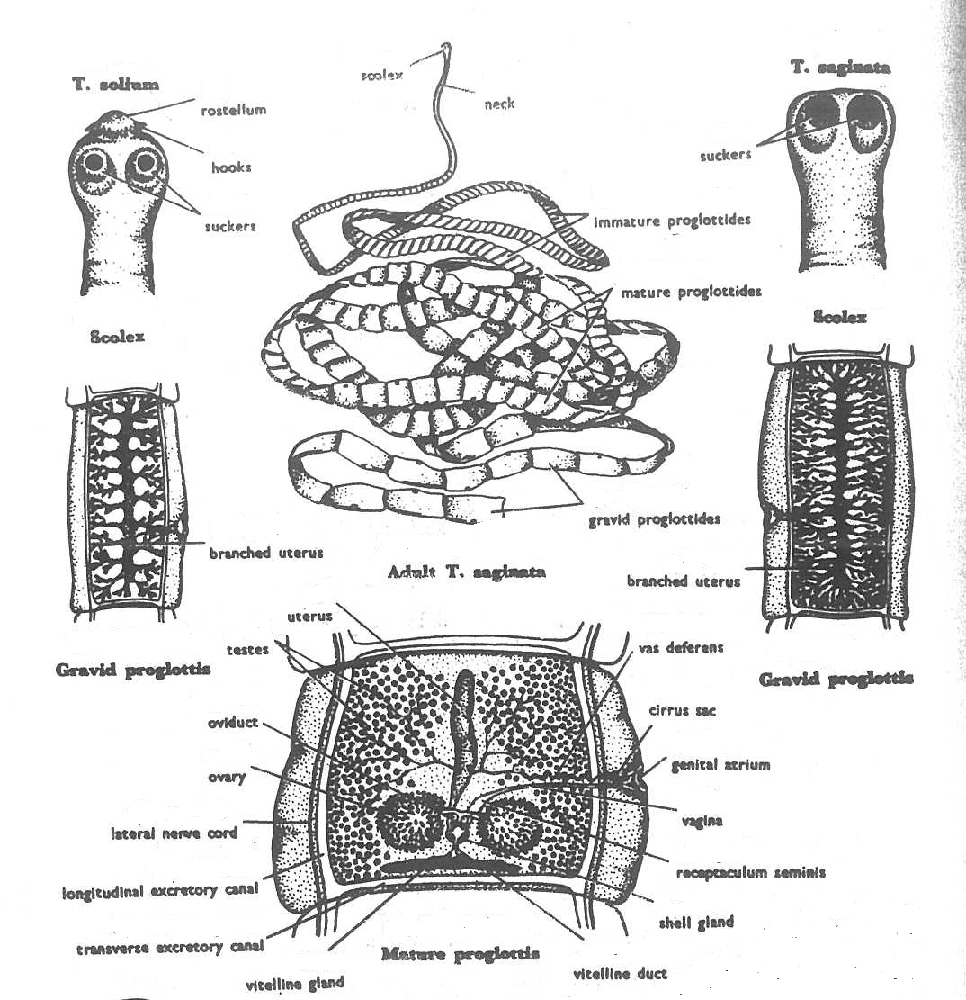 T. solium
rostellum
hooks
suckers
Scolex
scolex
neck
T. saginata
suckers
Scolex
immature proglottides
mature proglottides
gravid proglottides
Adult T. saginata
branched uterus
Gravid proglottis
branched uterus
Gravid proglottis
uterus
testes
oviduct
ovary
lateral nerve cord
longitudinal excretory canal
transverse excretory canal
vitelline gland
Mature proglottis
vas deferens
cirrus sac
genital atrium
vagina
receptaculum seminis
shell gland
vitelline duct